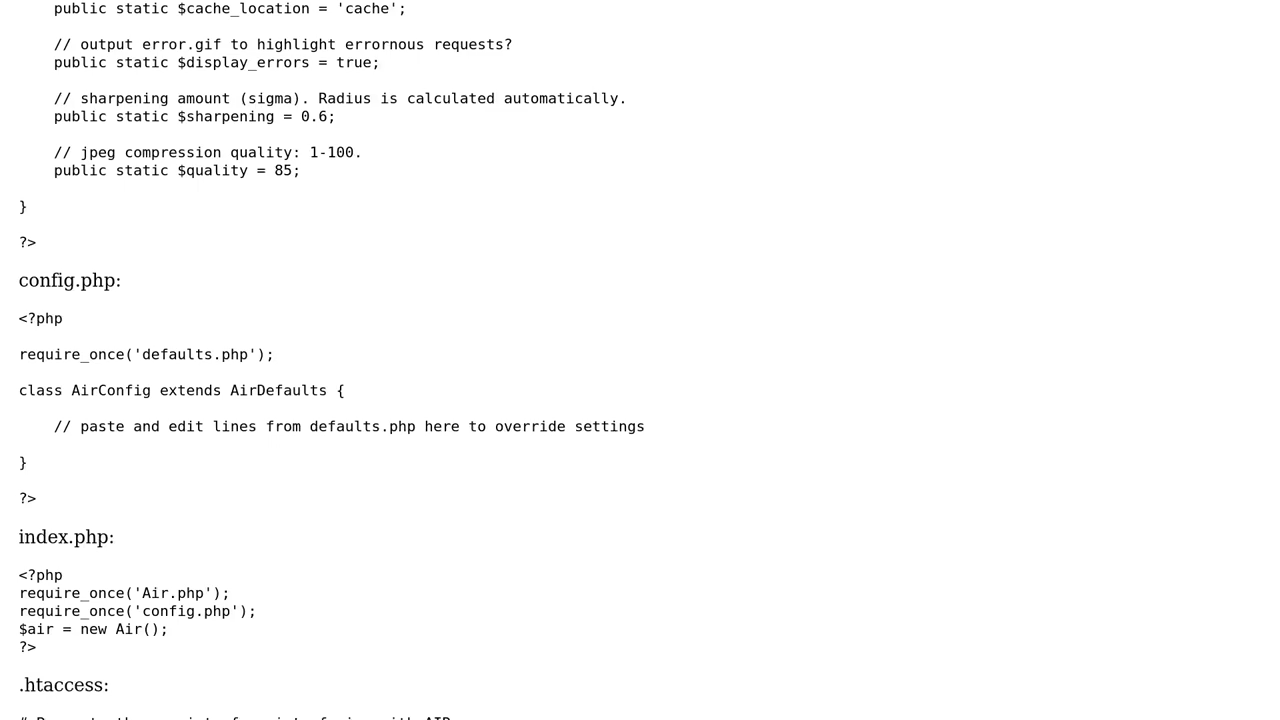 public static $cache_location = 'cache';
// output error.gif to highlight errornous requests?
public static $display_errors = true;
// sharpening amount (sigma). Radius is calculated automatically.
public static $sharpening = 0.6;
// jpeg compression quality: 1-100.
public static $quality = 85;
}
?>
config.php:
<?php
require_once('defaults.php');
class AirConfig extends AirDefaults {
// paste and edit lines from defaults.php here to override settings
}
?>
index.php:
<?php
require_once('Air.php');
require_once('config.php');
$air = new Air();
?>
.htaccess: